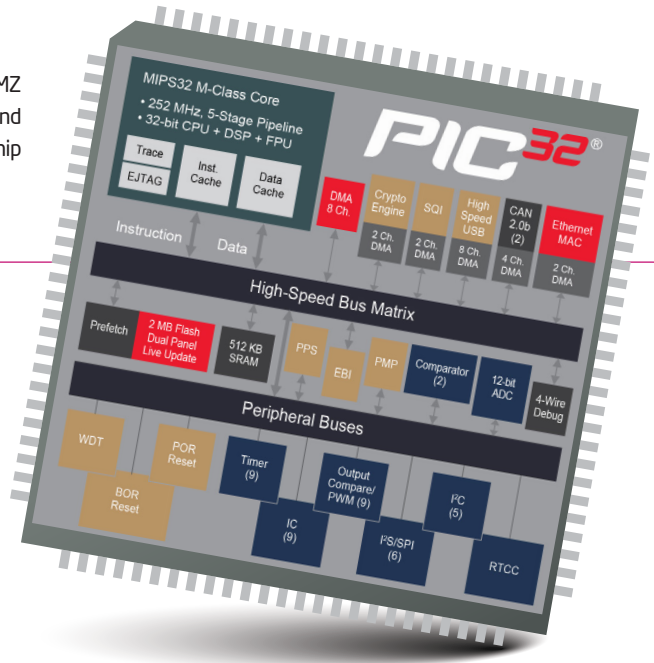 MZ
nd
hip
MIPS32 M-Class Core
• 252 MHz, 5-Stage Pipeline
• 32-bit CPU + DSP + FPU
Trace
EJTAG
Inst.
Cache
Data
Cache
PIC32®
DMA
8 Ch.
Crypto
Engine
2 Ch.
DMA
SQI
2 Ch.
DMA
High
Speed
USB
8 Ch.
DMA
CAN
2.0b
(2)
4 Ch.
DMA
Ethernet
MAC
2 Ch.
DMA
Instruction
Data
High-Speed Bus Matrix
Prefetch
2 MB Flash
Dual Panel
Live Update
512 KB
SRAM
PPS
EBI
PMP
Comparator
(2)
12-bit
ADC
4-Wire
Debug
Peripheral Buses
WDT
BOR
Reset
POR
Reset
Timer
(9)
IC
(9)
Output
Compare/
PWM (9)
I²S/SPI
(6)
I²C
(5)
RTCC